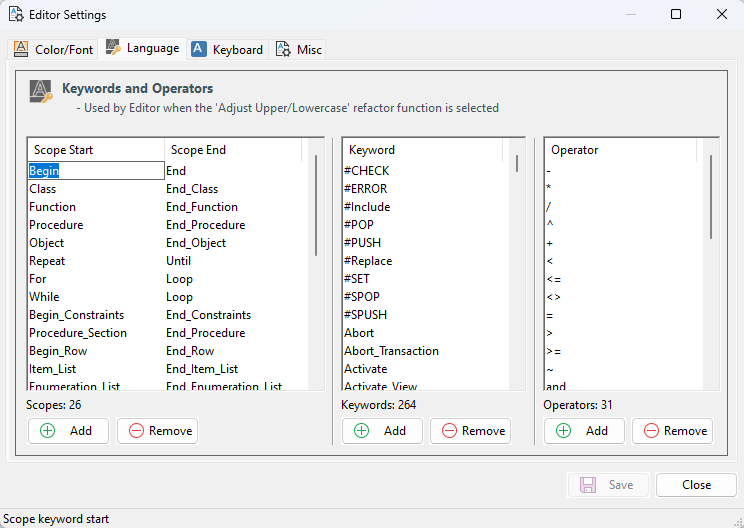 Editor Settings
Color/Font Language Keyboard Misc
Keywords and Operators
- Used by Editor when the 'Adjust Upper/Lowercase' refactor function is selected
Scope Start Scope End
Begin End
Class End_Class
Function End_Function
Procedure End_Procedure
Object End_Object
Repeat Until
For Loop
While Loop
Begin_Constraints End_Constraints
Procedure_Section End_Procedure
Begin_Row End_Row
Item_List End_Item_List
Enumeration_List End_Enumeration_List
Scopes: 26
Add Remove
Keyword
#CHECK
#ERROR
#Include
#POP
#PUSH
#Replace
#SET
#SPOP
#SPUSH
Abort
Abort_Transaction
Activate
Activate_View
Keywords: 264
Add Remove
Operator
-
*
/
^
+
<
<=
<>
=
>
>=
~
and
Operators: 31
Add Remove
Save Close
Scope keyword start